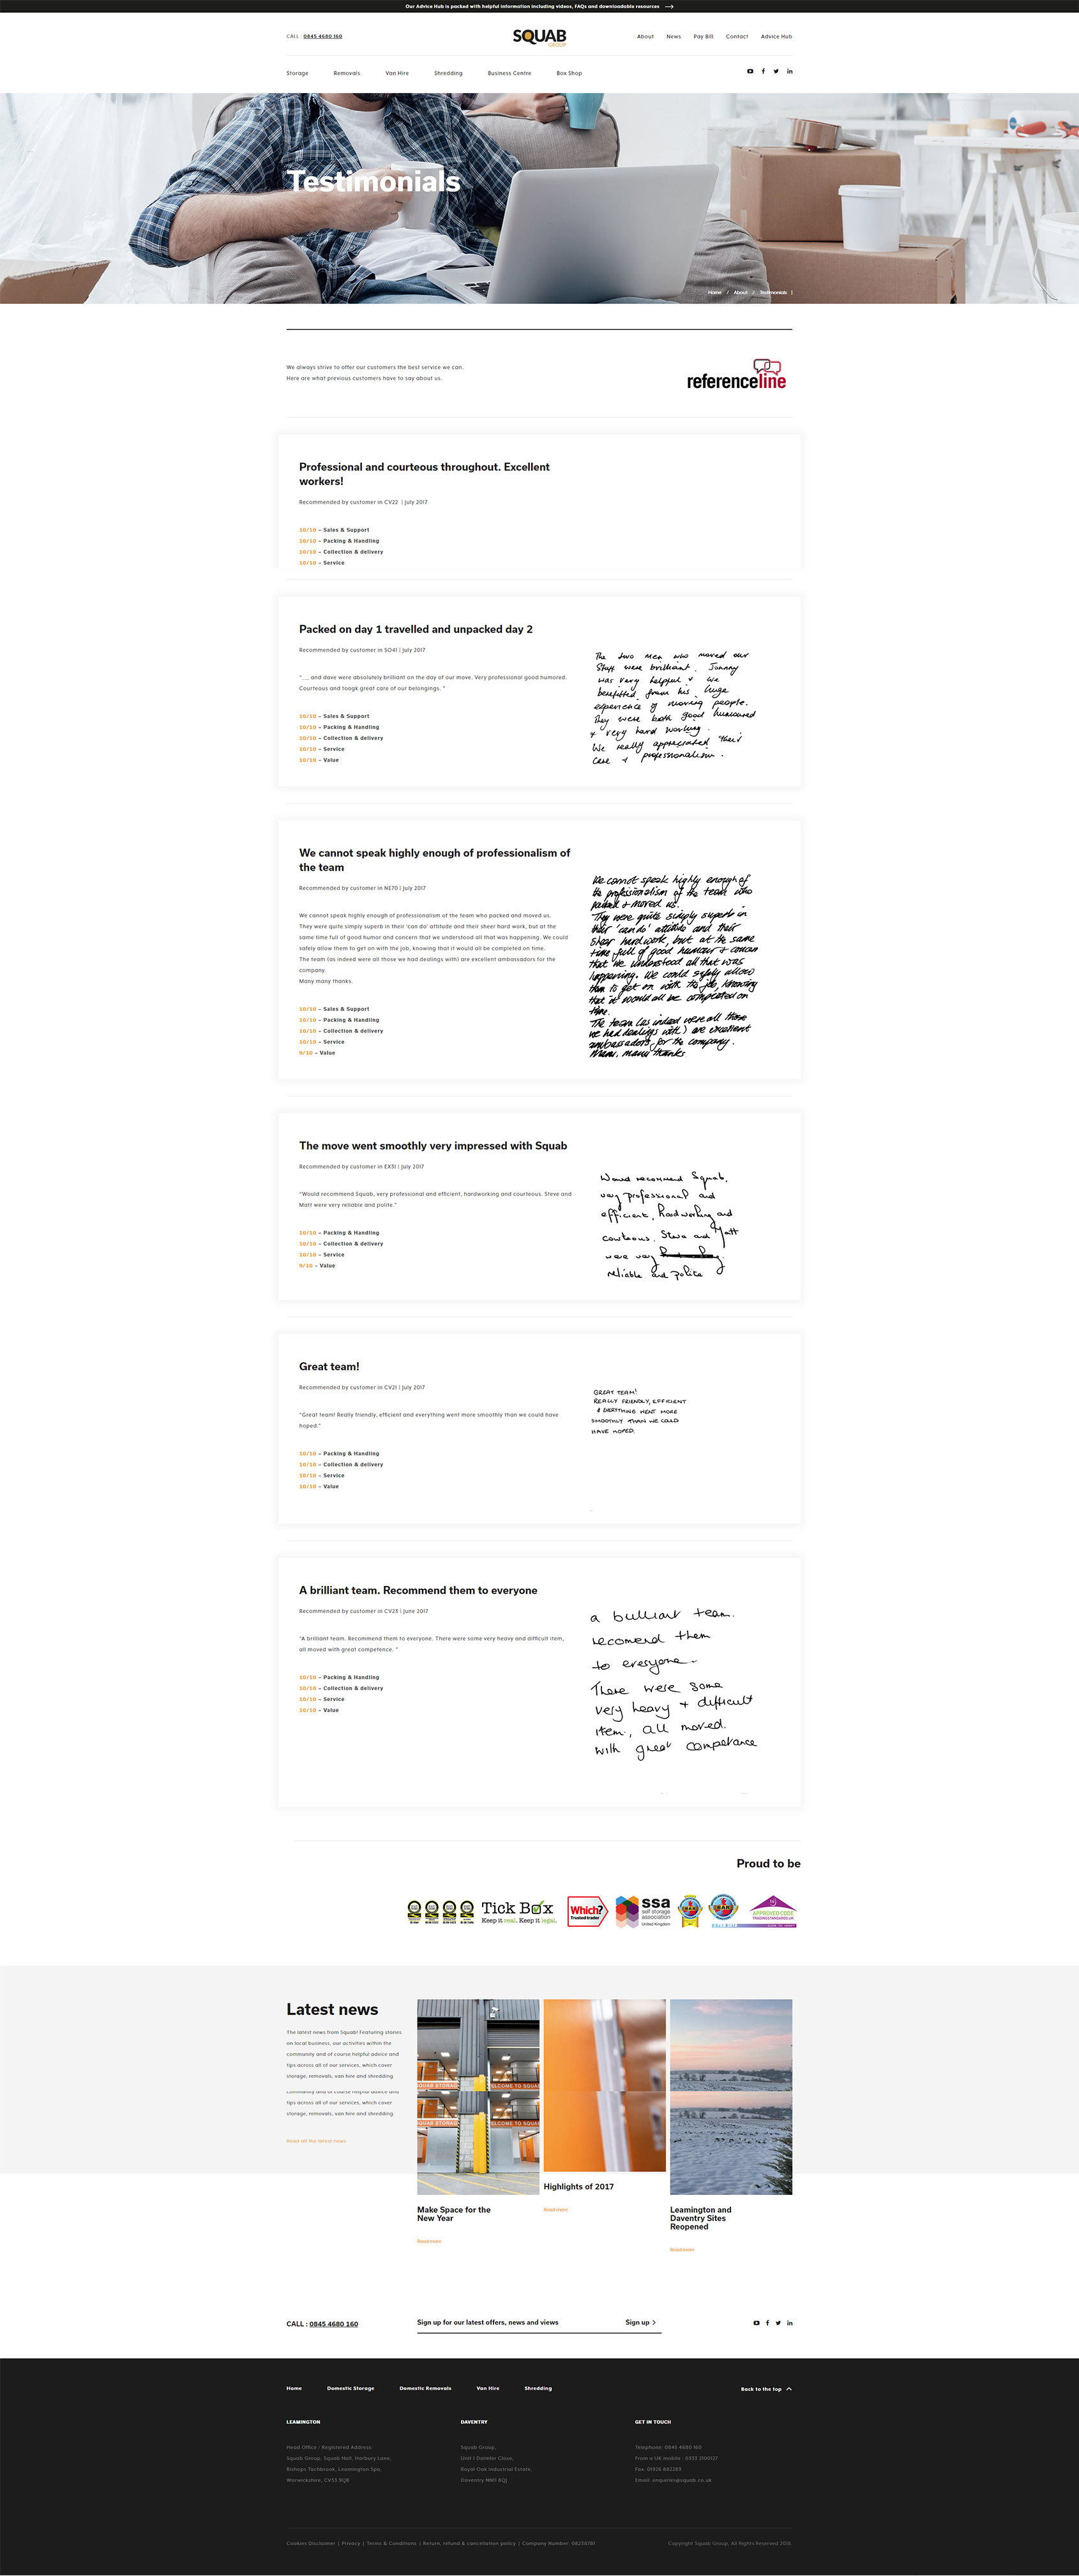 Our Advice Hub is packed with helpful information including videos, FAQs and downloadable resources
CALL : 0845 4680 160
SQUAB
GROUP
About News Pay Bill Contact Advice Hub
Storage Removals Van Hire Shredding Business Centre Box Shop
Testimonials
Home / About / Testimonials |
We always strive to offer our customers the best service we can.
Here are what previous customers have to say about us.
referenceline
Professional and courteous throughout. Excellent
workers!
Recommended by customer in CV22 | July 2017
10/10 – Sales & Support
10/10 – Packing & Handling
10/10 – Collection & delivery
10/10 – Service
Packed on day 1 travelled and unpacked day 2
Recommended by customer in SO41 | July 2017
"__ and dave were absolutely brilliant on the day of our move. Very professional good humored.
Courteous and toogk great care of our belongings. "
10/10 – Sales & Support
10/10 – Packing & Handling
10/10 – Collection & delivery
10/10 – Service
10/10 – Value
The two men who moved our
Staff were brilliant. Johnny
was very helpful & we
benefitted from his huge
experience of moving people.
They were both good humoured
& very hard working.
We really appreciated their
Care & professionalism.
We cannot speak highly enough of professionalism of
the team
Recommended by customer in NE70 | July 2017
We cannot speak highly enough of professionalism of the team who packed and moved us.
They were quite simply superb in their 'can do' attitude and their sheer hard work, but at the
same time full of good humor and concern that we understood all that was happening. We could
safely allow them to get on with the job, knowing that it would all be completed on time.
The team (as indeed were all those we had dealings with) are excellent ambassadors for the
company.
Many many thanks.
10/10 – Sales & Support
10/10 – Packing & Handling
10/10 – Collection & delivery
10/10 – Service
9/10 – Value
We cannot speak highly enough of
the professionalism of the team who
packed & moved us.
They were quite simply superb in
their 'can do' attitude and their
sheer hard work, but at the same
time full of good humour & concern
that we understood all that was
happening. We could safely allow
them to get on with the job, knowing
that it would all be completed on
time.
The team (as indeed were all those
we had dealings with) are excellent
ambassadors for the company.
Many, many thanks
The move went smoothly very impressed with Squab
Recommended by customer in EX31 | July 2017
"Would recommend Squab, very professional and efficient, hardworking and courteous. Steve and
Matt were very reliable and polite."
10/10 – Packing & Handling
10/10 – Collection & delivery
10/10 – Service
9/10 – Value
Would recommend Squab,
very professional and
efficient, hardworking and
courteous. Steve and Matt
were very
reliable and polite
Great team!
Recommended by customer in CV21 | July 2017
"Great team! Really friendly, efficient and everything went more smoothly than we could have
hoped."
10/10 – Packing & Handling
10/10 – Collection & delivery
10/10 – Service
10/10 – Value
GREAT TEAM!
REALLY FRIENDLY, EFFICIENT
& EVERYTHING WENT MORE
SMOOTHLY THAN WE COULD
HAVE HOPED.
A brilliant team. Recommend them to everyone
Recommended by customer in CV23 | June 2017
"A brilliant team. Recommend them to everyone. There were some very heavy and difficult item,
all moved with great competence. "
10/10 – Packing & Handling
10/10 – Collection & delivery
10/10 – Service
10/10 – Value
a brilliant team.
recomend them
to everyone.
There were some
very heavy & difficult
item, all moved.
with great competance
Proud to be
Tick Box
Keep it real. Keep it legal.
Which?
Trusted trader
ssa
self storage
association
United Kingdom
BAR
BAR
APPROVED CODE
TRADINGSTANDARDS.UK
Latest news
The latest news from Squab! Featuring stories
on local business, our activities within the
community and of course helpful advice and
tips across all of our services, which cover
storage, removals, van hire and shredding.
community and of course helpful advice and
tips across all of our services, which cover
storage, removals, van hire and shredding.
Read all the latest news
SQUAB STORAG
ELCOME TO SQUA
SQUAB STORAG
ELCOME TO SQUA
Make Space for the
New Year
Read more
Highlights of 2017
Read more
Leamington and
Daventry Sites
Reopened
Read more
CALL : 0845 4680 160
Sign up for our latest offers, news and views
Sign up
Home Domestic Storage Domestic Removals Van Hire Shredding
Back to the top
LEAMINGTON
Head Office / Registered Address:
Squab Group, Squab Hall, Harbury Lane,
Bishops Tachbrook, Leamington Spa,
Warwickshire, CV33 9QB
DAVENTRY
Squab Group,
Unit 1 Daimler Close,
Royal Oak Industrial Estate,
Daventry NN11 8QJ
GET IN TOUCH
Telephone: 0845 4680 160
From a UK mobile : 0333 2100127
Fax: 01926 682283
Email: enquiries@squab.co.uk
Cookies Disclaimer | Privacy | Terms & Conditions | Return, refund & cancellation policy | Company Number: 08238781
Copyright Squab Group, All Rights Reserved 2018.